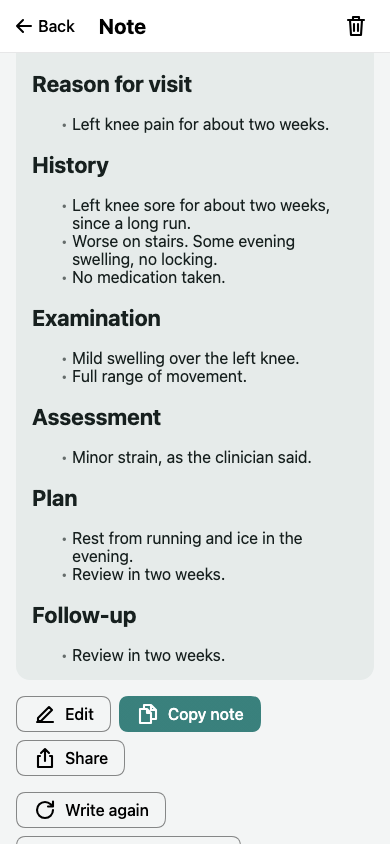 Back
Note
Reason for visit
• Left knee pain for about two weeks.
History
• Left knee sore for about two weeks,
since a long run.
• Worse on stairs. Some evening
swelling, no locking.
• No medication taken.
Examination
• Mild swelling over the left knee.
• Full range of movement.
Assessment
• Minor strain, as the clinician said.
Plan
• Rest from running and ice in the
evening.
• Review in two weeks.
Follow-up
• Review in two weeks.
Edit
Copy note
Share
Write again